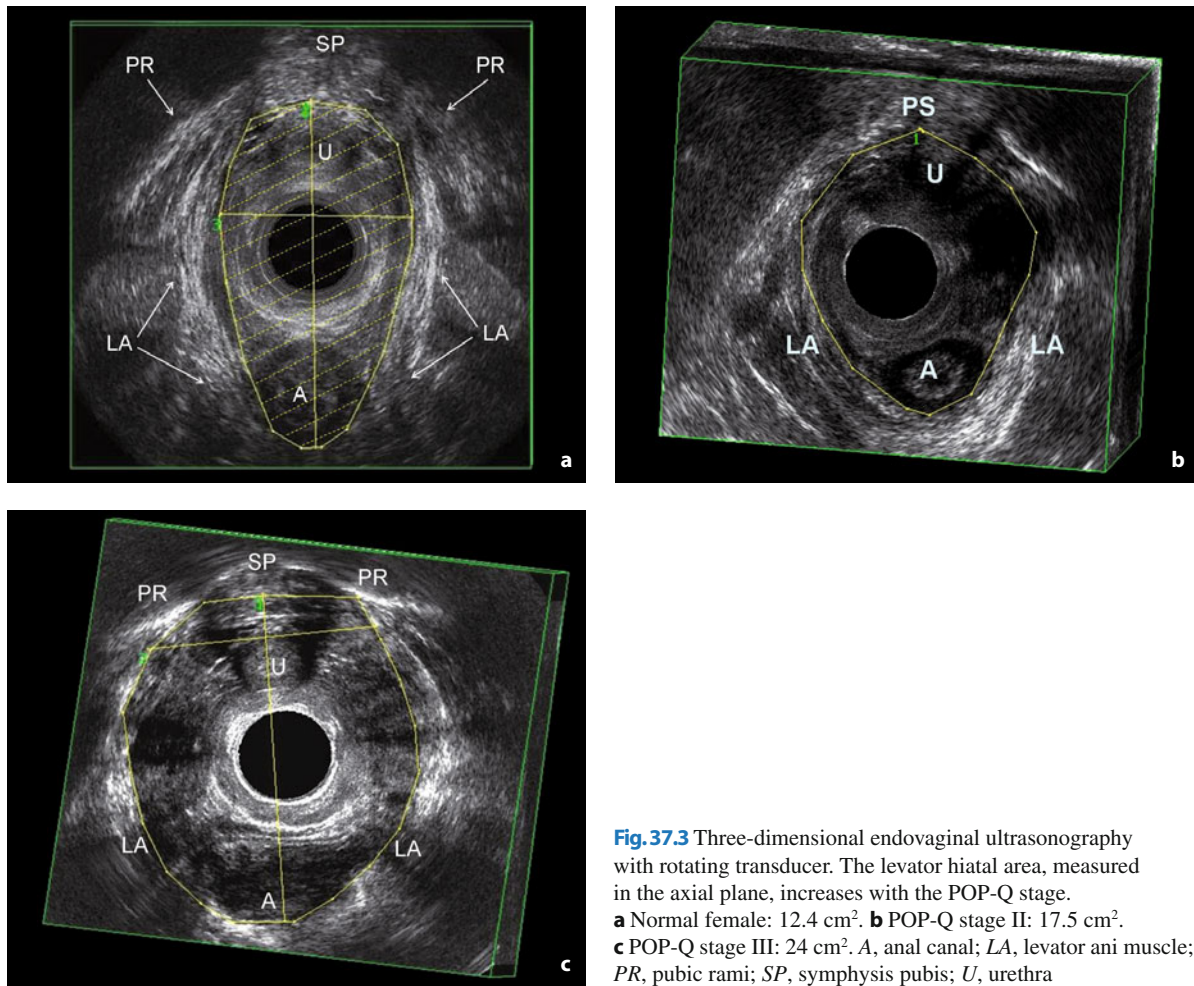 SP
PR
PR
U
3
LA
LA
A
a
PS
1
U
LA
LA
A
b
SP
PR
PR
U
LA
LA
A
c
Fig. 37.3 Three-dimensional endovaginal ultrasonography
with rotating transducer. The levator hiatal area, measured
in the axial plane, increases with the POP-Q stage.
a Normal female: 12.4 cm². b POP-Q stage II: 17.5 cm².
c POP-Q stage III: 24 cm². A, anal canal; LA, levator ani muscle;
PR, pubic rami; SP, symphysis pubis; U, urethra